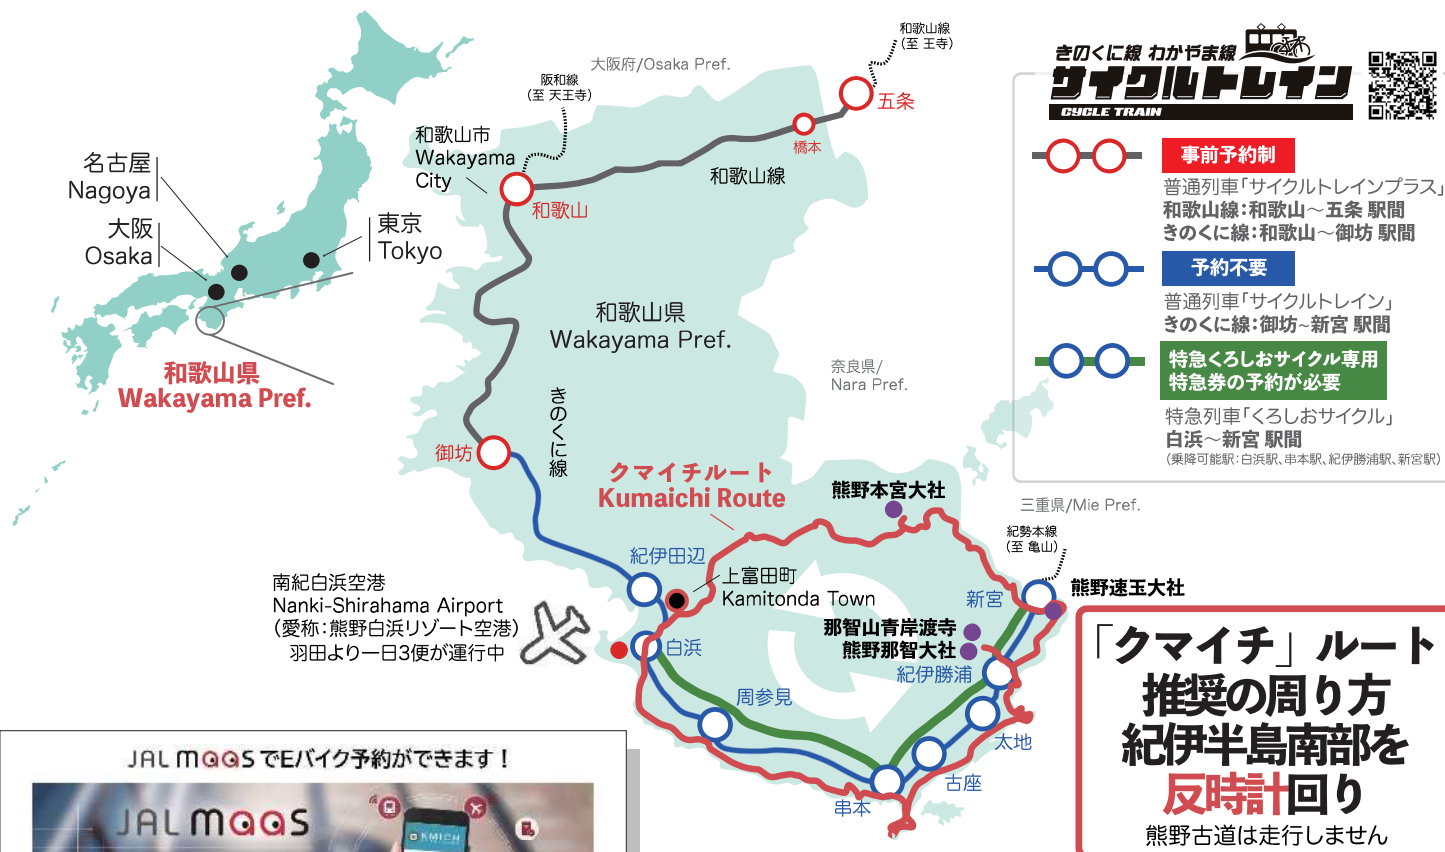 和歌山線
（至 王寺）
大阪府/Osaka Pref.
阪和線
（至 天王寺）
五条
橋本
和歌山市
Wakayama
City
和歌山線
和歌山
名古屋
Nagoya
大阪
Osaka
東京
Tokyo
和歌山県
Wakayama Pref.
和歌山県
Wakayama Pref.
奈良県/
Nara Pref.
きのくに線
御坊
クマイチルート
Kumaichi Route
熊野本宮大社
三重県/Mie Pref.
紀勢本線
（至 亀山）
紀伊田辺
上富田町
Kamitonda Town
新宮
熊野速玉大社
南紀白浜空港
Nanki-Shirahama Airport
（愛称：熊野白浜リゾート空港）
羽田より一日3便が運行中
白浜
那智山青岸渡寺
熊野那智大社
紀伊勝浦
周参見
太地
古座
串本
きのくに線 わかやま線
サイクルトレイン
CYCLE TRAIN
事前予約制
普通列車「サイクルトレインプラス」
和歌山線：和歌山～五条 駅間
きのくに線：和歌山～御坊 駅間
予約不要
普通列車「サイクルトレイン」
きのくに線：御坊~新宮 駅間
特急くろしおサイクル専用
特急券の予約が必要
特急列車「くろしおサイクル」
白浜～新宮 駅間
（乗降可能駅：白浜駅、串本駅、紀伊勝浦駅、新宮駅）
「クマイチ」ルート
推奨の周り方
紀伊半島南部を
反時計回り
熊野古道は走行しません
JAL maas でEバイク予約ができます！
JAL maas
KMICH